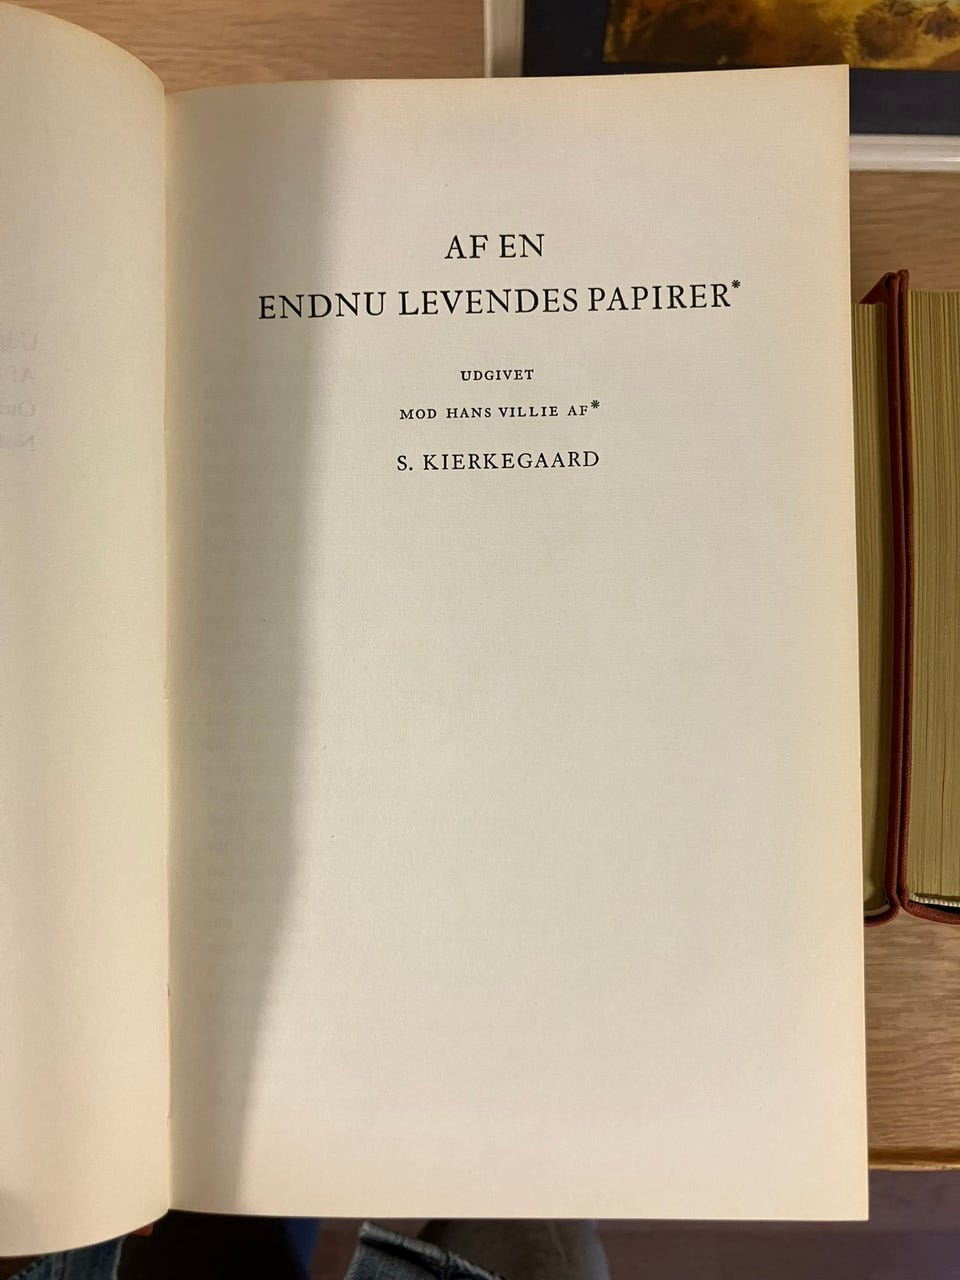 AF EN
ENDNU LEVENDES PAPIRER*
UDGIVET
MOD HANS VILLIE AF*
S. KIERKEGAARD